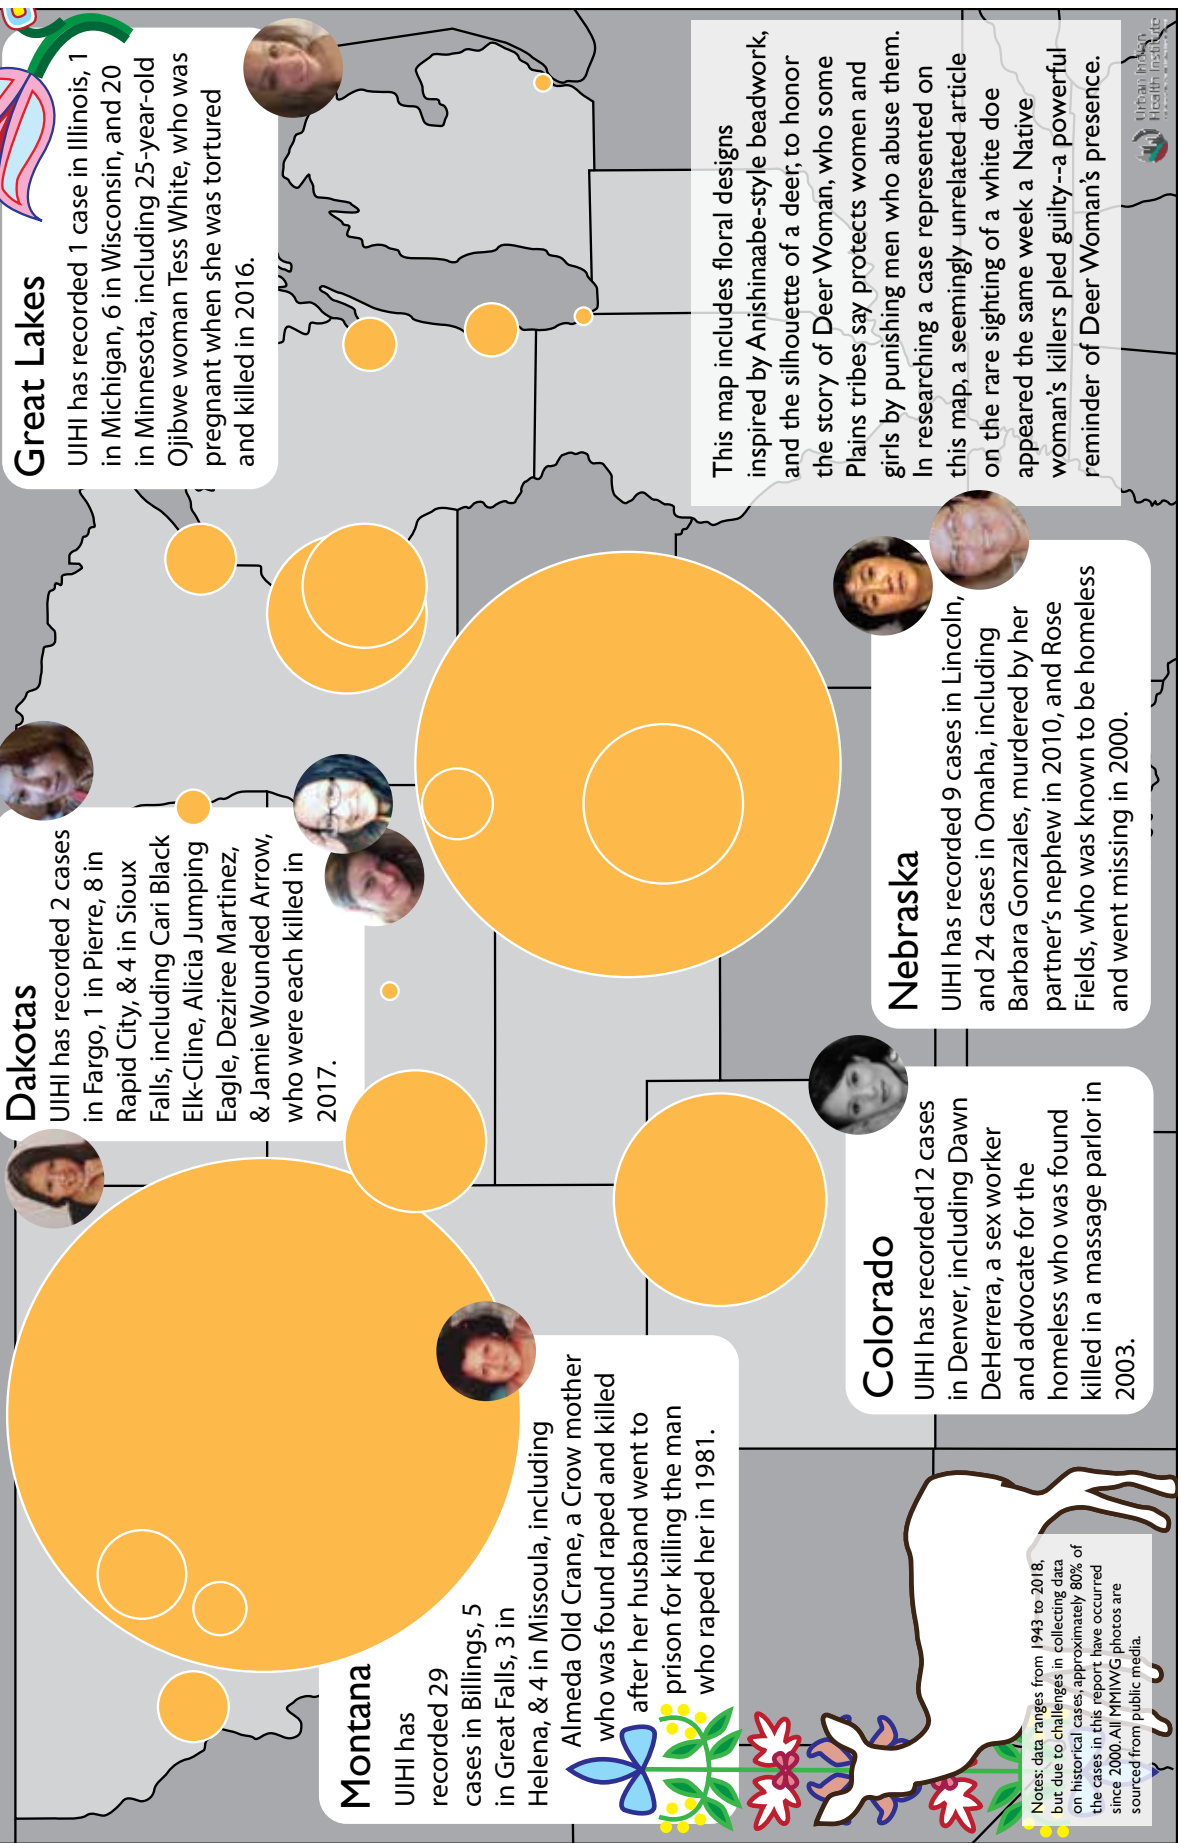 Montana
UIHI has
recorded 29
cases in Billings, 5
in Great Falls, 3 in
Helena, & 4 in Missoula, including
Almeda Old Crane, a Crow mother
who was found raped and killed
after her husband went to
prison for killing the man
who raped her in 1981.
Dakotas
UIHI has recorded 2 cases
in Fargo, 1 in Pierre, 8 in
Rapid City, & 4 in Sioux
Falls, including Cari Black
Elk-Cline, Alicia Jumping
Eagle, Deziree Martinez,
& Jamie Wounded Arrow,
who were each killed in
2017.
Great Lakes
UIHI has recorded 1 case in Illinois, 1
in Michigan, 6 in Wisconsin, and 20
in Minnesota, including 25-year-old
Ojibwe woman Tess White, who was
pregnant when she was tortured
and killed in 2016.
Colorado
UIHI has recorded12 cases
in Denver, including Dawn
DeHerrera, a sex worker
and advocate for the
homeless who was found
killed in a massage parlor in
2003.
Nebraska
UIHI has recorded 9 cases in Lincoln,
and 24 cases in Omaha, including
Barbara Gonzales, murdered by her
partner's nephew in 2010, and Rose
Fields, who was known to be homeless
and went missing in 2000.
This map includes floral designs
inspired by Anishinaabe-style beadwork,
and the silhouette of a deer, to honor
the story of Deer Woman, who some
Plains tribes say protects women and
girls by punishing men who abuse them.
In researching a case represented on
this map, a seemingly unrelated article
on the rare sighting of a white doe
appeared the same week a Native
woman's killers pled guilty--a powerful
reminder of Deer Woman's presence.
Notes: data ranges from 1943 to 2018,
but due to challenges in collecting data
on historical cases, approximately 80% of
the cases in this report have occurred
since 2000. All MMIWG photos are
sourced from public media.
Urban Indian
Health Institute